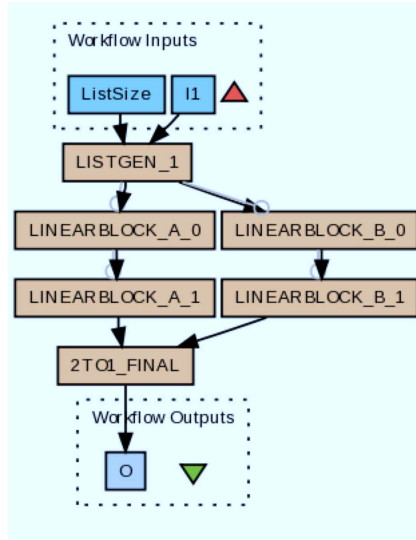 Workflow Inputs
ListSize I1
LISTGEN_1
LINEARBLOCK_A_0 LINEARBLOCK_B_0
LINEARBLOCK_A_1 LINEARBLOCK_B_1
2TO1_FINAL
Workflow Outputs
O